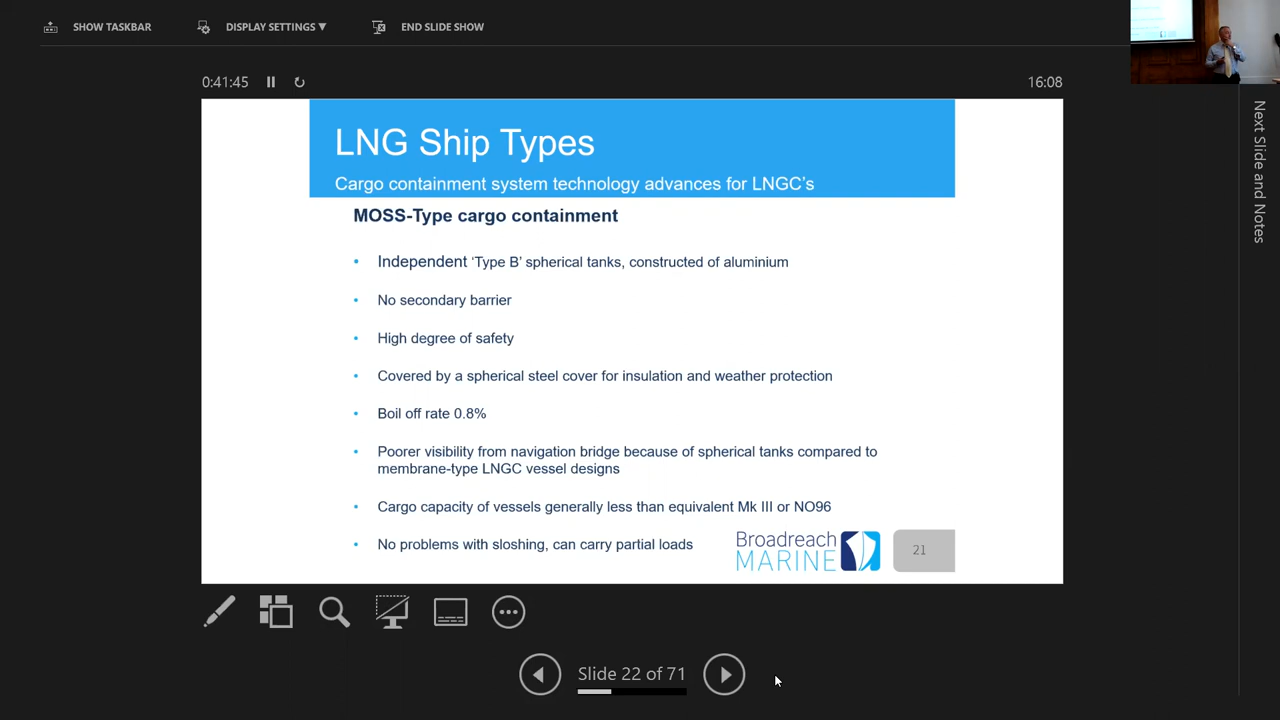 SHOW TASKBAR
DISPLAY SETTINGS ▼
END SLIDE SHOW
0:41:45
16:08
Next Slide and Notes
LNG Ship Types
Cargo containment system technology advances for LNGC's
MOSS-Type cargo containment
• Independent ‘Type B’ spherical tanks, constructed of aluminium
• No secondary barrier
• High degree of safety
• Covered by a spherical steel cover for insulation and weather protection
• Boil off rate 0.8%
• Poorer visibility from navigation bridge because of spherical tanks compared to
membrane-type LNGC vessel designs
• Cargo capacity of vessels generally less than equivalent Mk III or NO96
• No problems with sloshing, can carry partial loads
Broadreach
MARINE
21
Slide 22 of 71